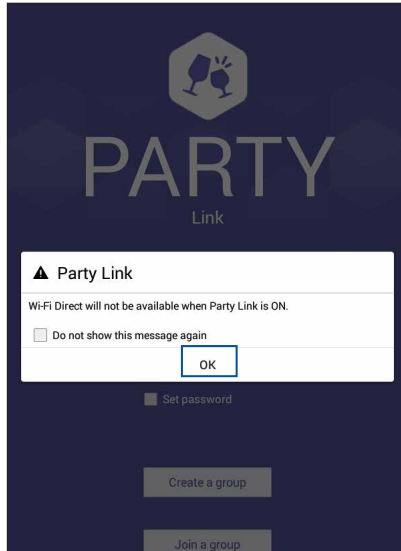 PARTY
Link
Party Link
Wi-Fi Direct will not be available when Party Link is ON.
Do not show this message again
OK
Set password
Create a group
Join a group